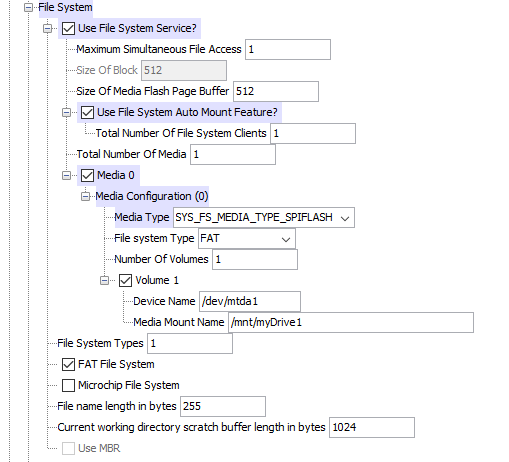 File System
Use File System Service?
Maximum Simultaneous File Access 1
Size Of Block 512
Size Of Media Flash Page Buffer 512
Use File System Auto Mount Feature?
Total Number Of File System Clients 1
Total Number Of Media 1
Media 0
Media Configuration (0)
Media Type SYS_FS_MEDIA_TYPE_SPIFLASH
File system Type FAT
Number Of Volumes 1
Volume 1
Device Name /dev/mtda1
Media Mount Name /mnt/myDrive1
File System Types 1
FAT File System
Microchip File System
File name length in bytes 255
Current working directory scratch buffer length in bytes 1024
Use MBR